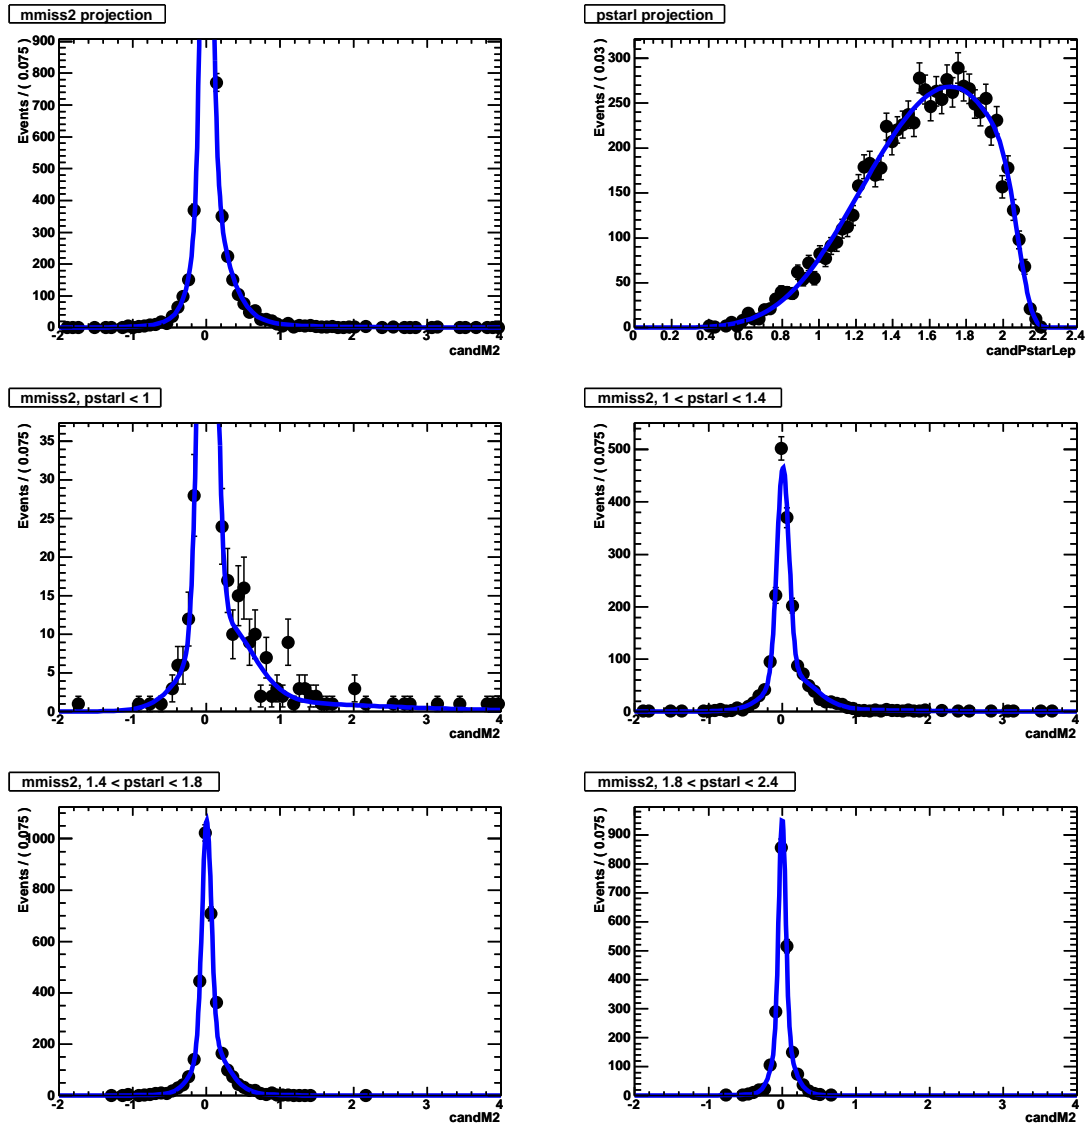 mmiss2 projection
Events / ( 0.075 )
900
800
700
600
500
400
300
200
100
0
-2 -1 0 1 2 3 4
candM2
pstarl projection
Events / ( 0.03 )
300
250
200
150
100
50
0
0 0.2 0.4 0.6 0.8 1 1.2 1.4 1.6 1.8 2 2.2 2.4
candPstarLep
mmiss2, pstarl < 1
Events / ( 0.075 )
35
30
25
20
15
10
5
0
-2 -1 0 1 2 3 4
candM2
mmiss2, 1 < pstarl < 1.4
Events / ( 0.075 )
500
400
300
200
100
0
-2 -1 0 1 2 3 4
candM2
mmiss2, 1.4 < pstarl < 1.8
Events / ( 0.075 )
1000
800
600
400
200
0
-2 -1 0 1 2 3 4
candM2
mmiss2, 1.8 < pstarl < 2.4
Events / ( 0.075 )
900
800
700
600
500
400
300
200
100
0
-2 -1 0 1 2 3 4
candM2